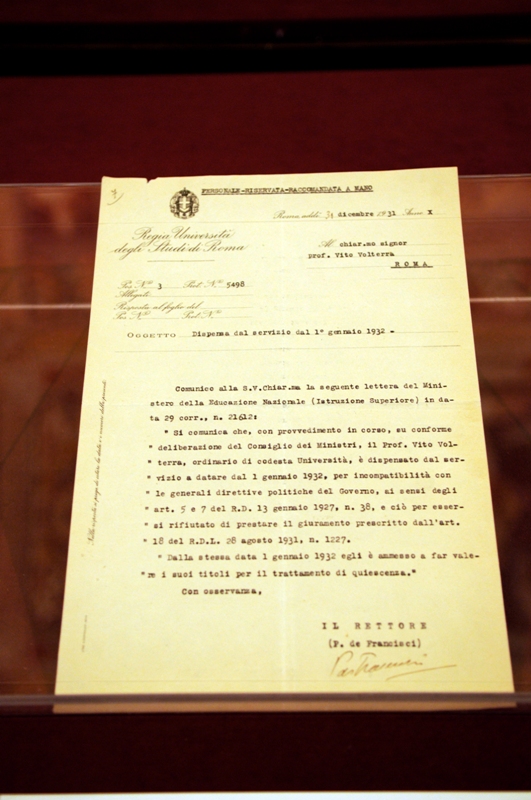 PERSONALE-RISERVATA-RACCOMANDATA A MANO
Roma, addì 31 dicembre 1931 Anno X
Regia Università
degli Studi di Roma
Al chiar.mo signor
prof. Vito Volterra
ROMA
Pos. N.° 3 Prot. N.° 5498
Allegati
Risposta al foglio del
Pos. N.° Prot. N.°
OGGETTO Dispensa dal servizio dal 1° gennaio 1932 -
Comunico alla S.V.Chiar.ma la seguente lettera del Mini-
stero della Educazione Nazionale (Istruzione Superiore) in da-
ta 29 corr., n. 21612:
" Si comunica che, con provvedimento in corso, su conforme
" deliberazione del Consiglio dei Ministri, il Prof. Vito Vol-
" terra, ordinario di codesta Università, è dispensato dal ser-
" vizio a datare dal 1 gennaio 1932, per incompatibilità con
" le generali direttive politiche del Governo, ai sensi degli
" art. 5 e 7 del R.D. 13 gennaio 1927, n. 38, e ciò per esser-
" si rifiutato di prestare il giuramento prescritto dall'art.
" 18 del R.D.L. 28 agosto 1931, n. 1227.
" Dalla stessa data 1 gennaio 1932 egli è ammesso a far vale-
"re i suoi titoli per il trattamento di quiescenza."
Con osservanza,
IL RETTORE
(P. de Francisci)